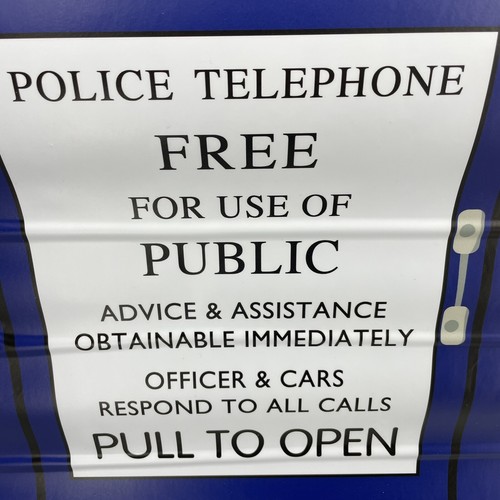 POLICE TELEPHONE
FREE
FOR USE OF
PUBLIC
ADVICE & ASSISTANCE
OBTAINABLE IMMEDIATELY
OFFICER & CARS
RESPOND TO ALL CALLS
PULL TO OPEN